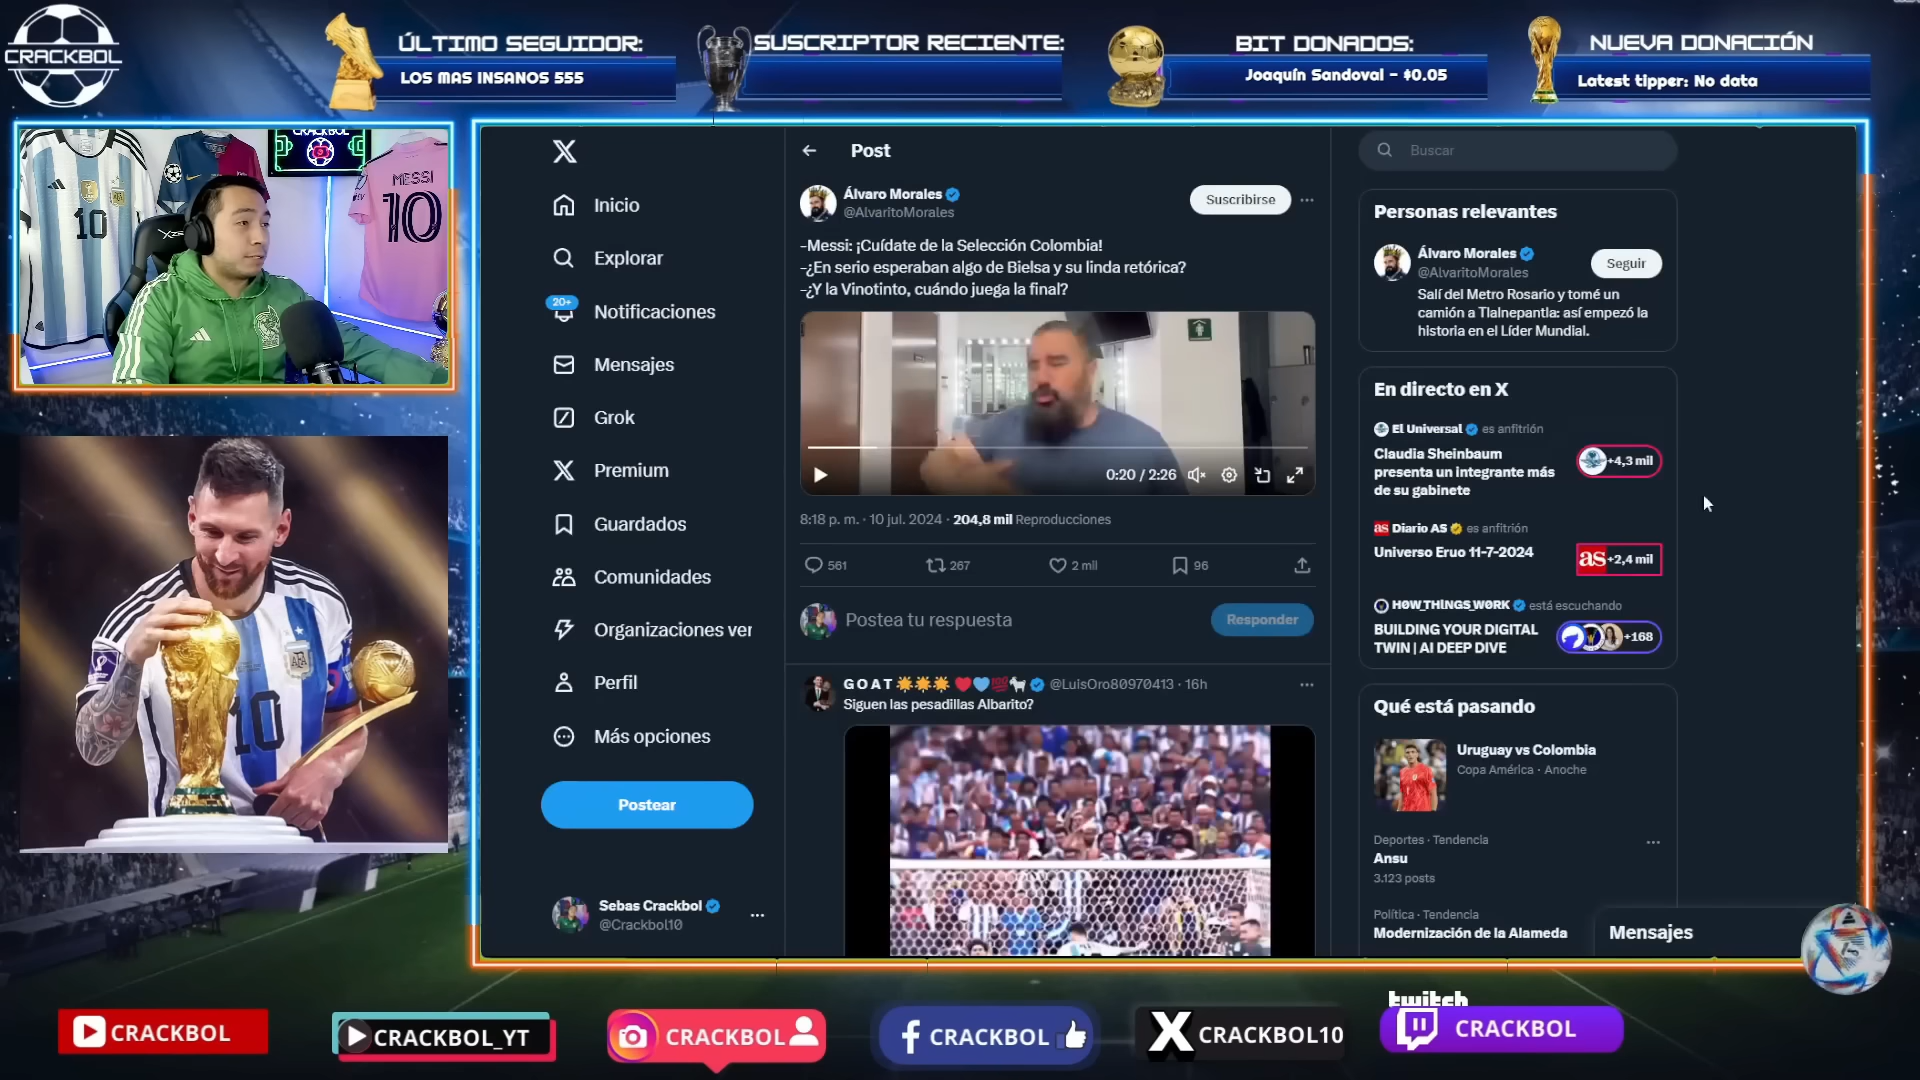 CRACKBOL
ÚLTIMO SEGUIDOR:
LOS MAS INSANOS 555
SUSCRIPTOR RECIENTE:
BIT DONADOS:
Joaquín Sandoval - $0.05
NUEVA DONACIÓN
Latest tipper: No data
CRACKBOL
10
MESSI
10
10
AFA
Inicio
Explorar
20+
Notificaciones
Mensajes
Grok
Premium
Guardados
Comunidades
Organizaciones ver
Perfil
Más opciones
Postear
Sebas Crackbol
@Crackbol10
Post
Álvaro Morales
@AlvaritoMorales
Suscribirse
-Messi: ¡Cuídate de la Selección Colombia!
-¿En serio esperaban algo de Bielsa y su linda retórica?
-¿Y la Vinotinto, cuándo juega la final?
0:20 / 2:26
8:18 p. m. · 10 jul. 2024 · 204,8 mil Reproducciones
561
267
2 mil
96
Postea tu respuesta
Responder
G O A T @LuisOro80970413 · 16h
Siguen las pesadillas Albarito?
Buscar
Personas relevantes
Álvaro Morales
@AlvaritoMorales
Seguir
Salí del Metro Rosario y tomé un
camión a Tlalnepantla: así empezó la
historia en el Líder Mundial.
En directo en X
El Universal es anfitrión
Claudia Sheinbaum
presenta un integrante más
de su gabinete
+4,3 mil
as Diario AS es anfitrión
Universo Eruo 11-7-2024
as +2,4 mil
HOW_THINGS_WORK está escuchando
BUILDING YOUR DIGITAL
TWIN | AI DEEP DIVE
+168
Qué está pasando
Uruguay vs Colombia
Copa América · Anoche
Deportes · Tendencia
Ansu
3.123 posts
Política · Tendencia
Modernización de la Alameda
Mensajes
CRACKBOL
CRACKBOL_YT
CRACKBOL
CRACKBOL
CRACKBOL10
twitch
CRACKBOL